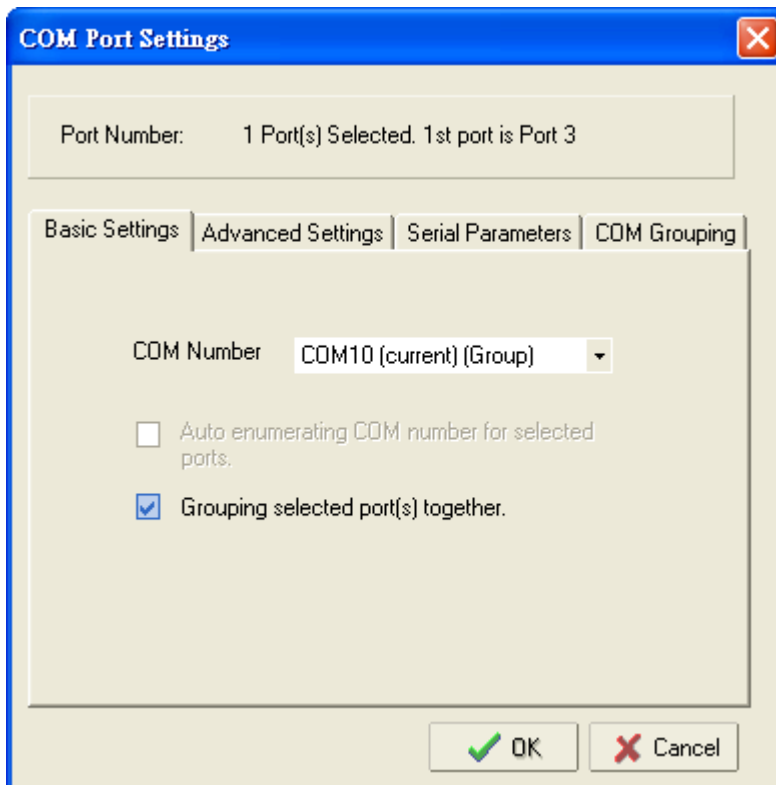 COM Port Settings
Port Number: 1 Port(s) Selected. 1st port is Port 3
Basic Settings Advanced Settings Serial Parameters COM Grouping
COM Number COM10 (current) (Group)
Auto enumerating COM number for selected
ports.
Grouping selected port(s) together.
OK Cancel